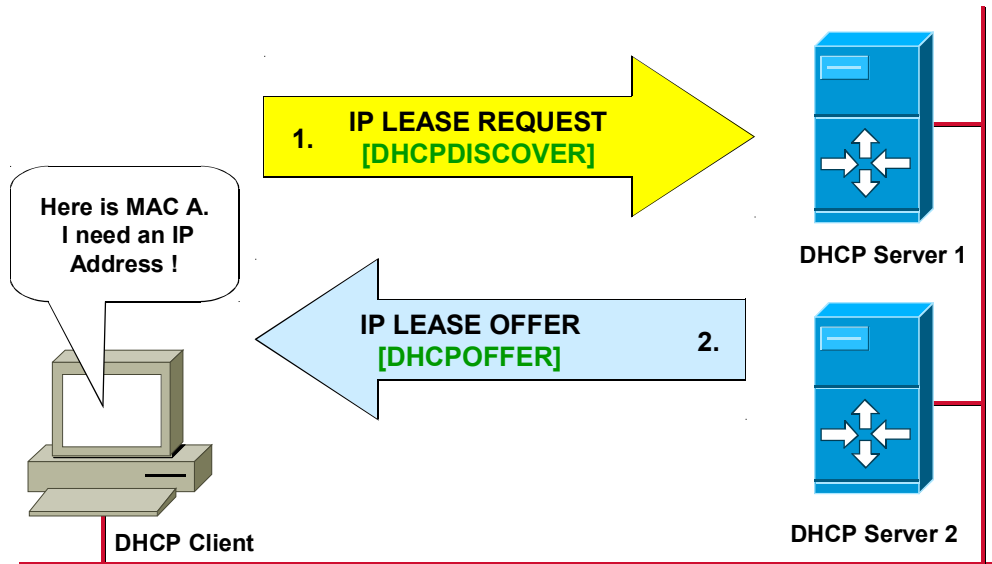 1.
IP LEASE REQUEST
[DHCPDISCOVER]
Here is MAC A.
I need an IP
Address !
DHCP Server 1
IP LEASE OFFER
[DHCPOFFER]
2.
DHCP Client
DHCP Server 2